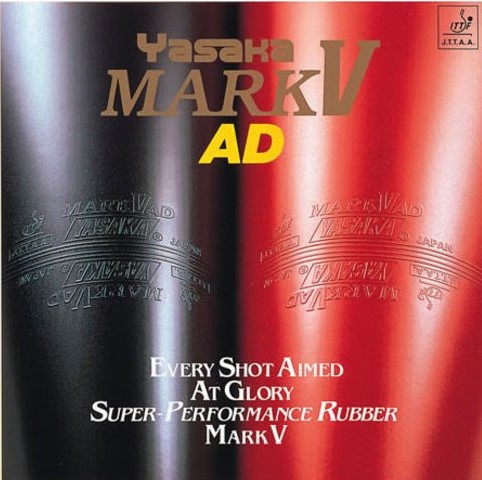 ITTF
J.T.T.A.A.
Yasaka
MARK V
AD
MARK V AD
YASAKA ®
JAPAN
J.T.T.A.A.
MARK V AD
YASAKA ®
JAPAN
J.T.T.A.A.
EVERY SHOT AIMED
AT GLORY
SUPER-PERFORMANCE RUBBER
MARK V